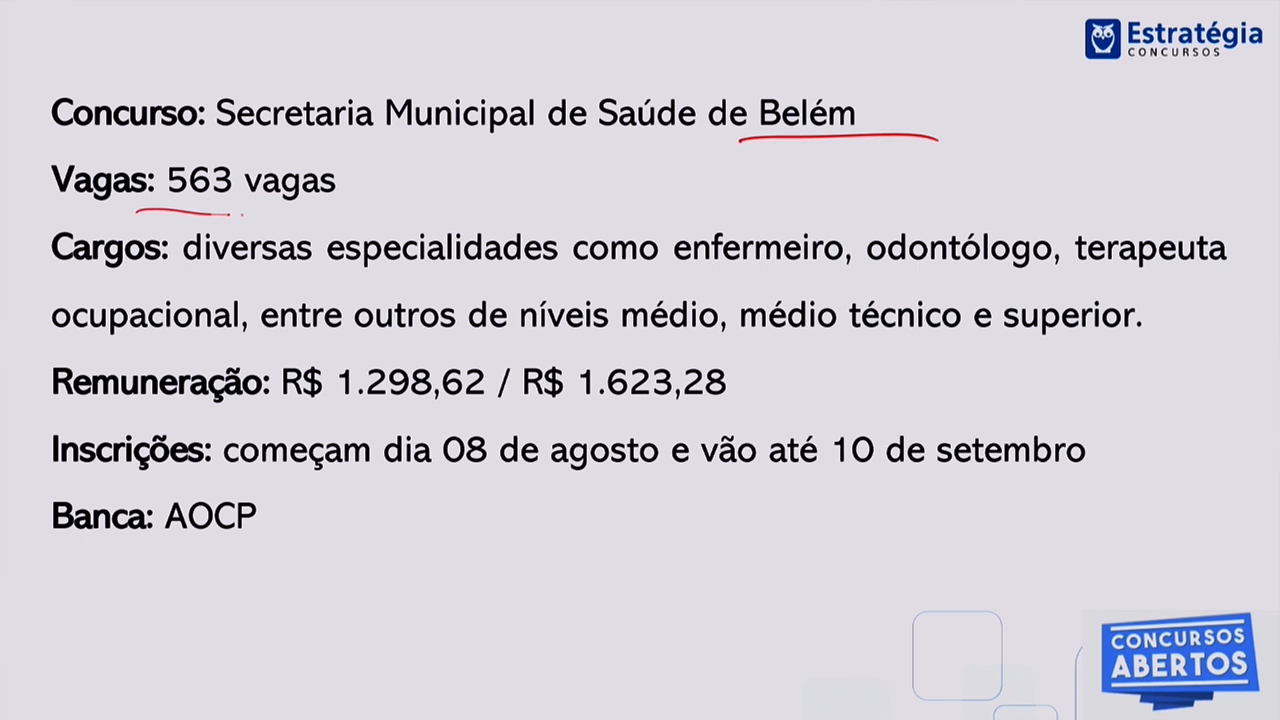 Estratégia
CONCURSOS
Concurso: Secretaria Municipal de Saúde de Belém
Vagas: 563 vagas
Cargos: diversas especialidades como enfermeiro, odontólogo, terapeuta
ocupacional, entre outros de níveis médio, médio técnico e superior.
Remuneração: R$ 1.298,62 / R$ 1.623,28
Inscrições: começam dia 08 de agosto e vão até 10 de setembro
Banca: AOCP
CONCURSOS
ABERTOS